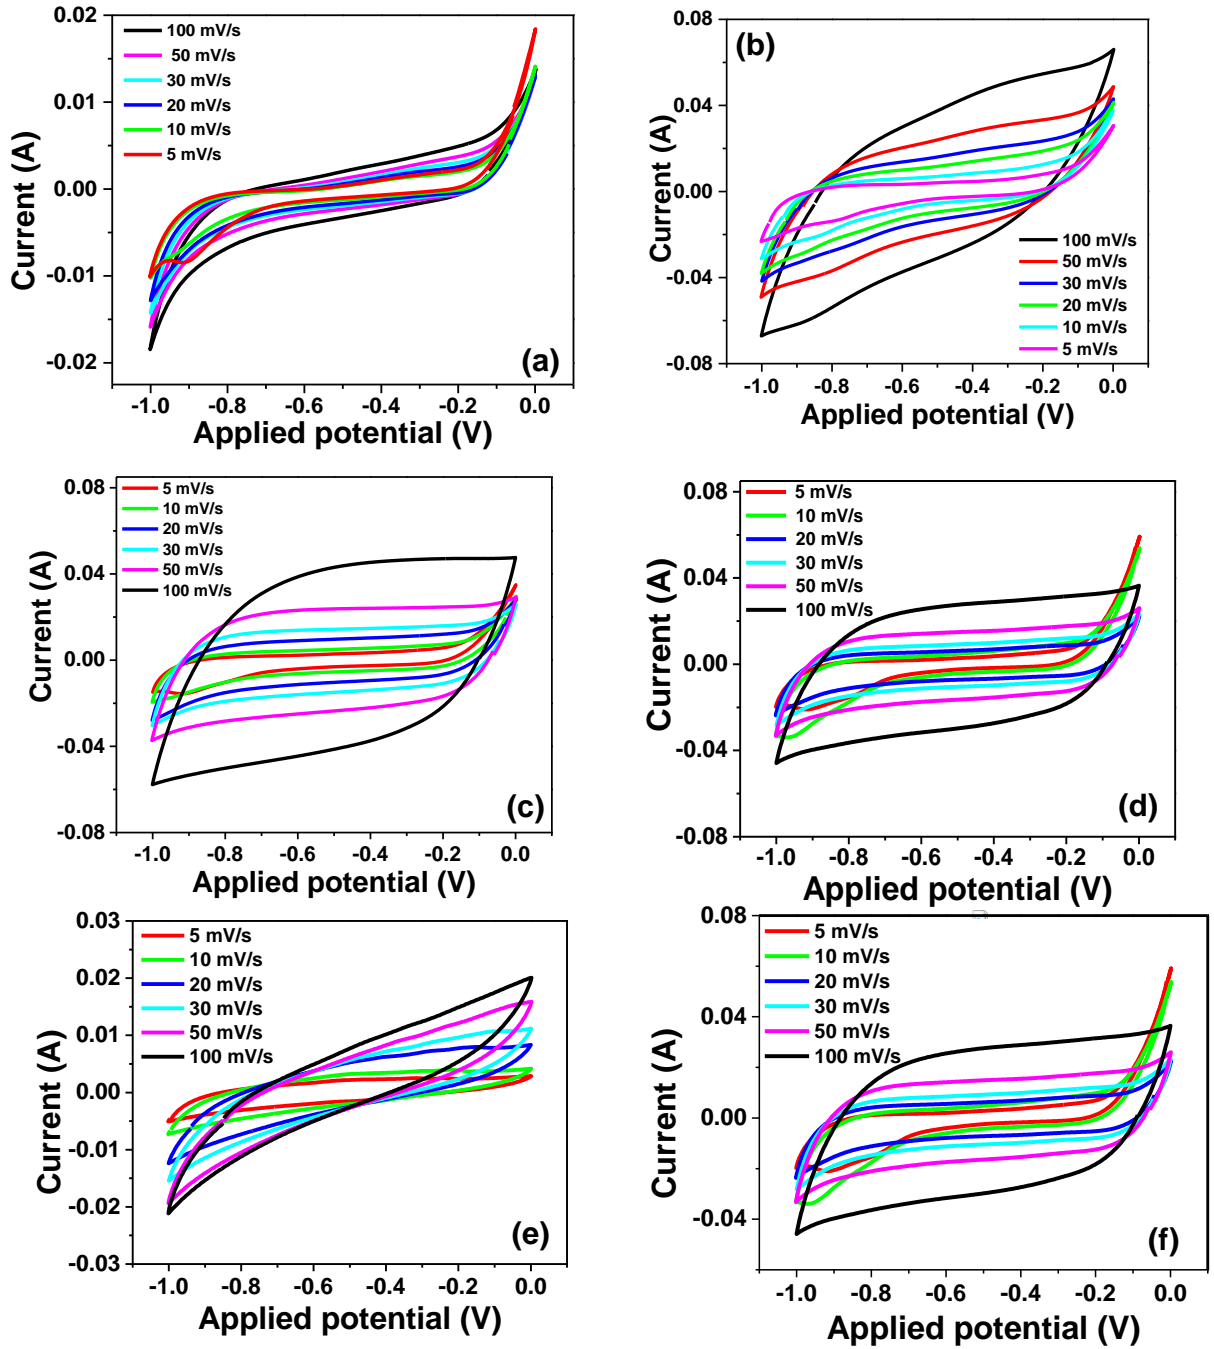 0.02
0.01
0.00
-0.01
-0.02
Current (A)
100 mV/s
50 mV/s
30 mV/s
20 mV/s
10 mV/s
5 mV/s
(a)
-1.0 -0.8 -0.6 -0.4 -0.2 0.0
Applied potential (V)
0.08
0.04
0.00
-0.04
-0.08
Current (A)
(b)
100 mV/s
50 mV/s
30 mV/s
20 mV/s
10 mV/s
5 mV/s
-1.0 -0.8 -0.6 -0.4 -0.2 0.0
Applied potential (V)
0.08
0.04
0.00
-0.04
-0.08
Current (A)
5 mV/s
10 mV/s
20 mV/s
30 mV/s
50 mV/s
100 mV/s
(c)
-1.0 -0.8 -0.6 -0.4 -0.2 0.0
Applied potential (V)
0.08
0.04
0.00
-0.04
-0.08
Current (A)
5 mV/s
10 mV/s
20 mV/s
30 mV/s
50 mV/s
100 mV/s
(d)
-1.0 -0.8 -0.6 -0.4 -0.2 0.0
Applied potential (V)
0.03
0.02
0.01
0.00
-0.01
-0.02
-0.03
Current (A)
5 mV/s
10 mV/s
20 mV/s
30 mV/s
50 mV/s
100 mV/s
(e)
-1.0 -0.8 -0.6 -0.4 -0.2 0.0
Applied potential (V)
0.08
0.04
0.00
-0.04
Current (A)
5 mV/s
10 mV/s
20 mV/s
30 mV/s
50 mV/s
100 mV/s
(f)
-1.0 -0.8 -0.6 -0.4 -0.2 0.0
Applied potential (V)